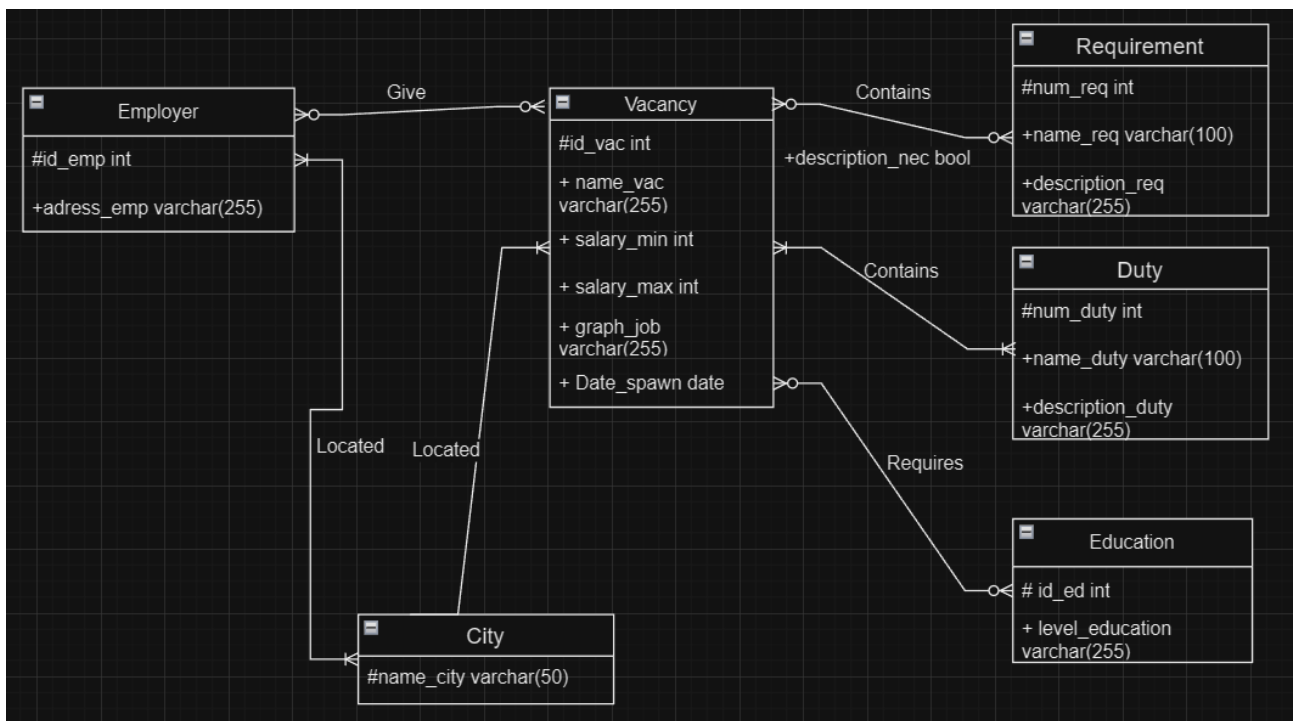 Employer
#id_emp int
+adress_emp varchar(255)
Give
Vacancy
#id_vac int
+ name_vac
varchar(255)
+ salary_min int
+ salary_max int
+ graph_job
varchar(255)
+ Date_spawn date
Contains
+description_nec bool
Requirement
#num_req int
+name_req varchar(100)
+description_req
varchar(255)
Contains
Duty
#num_duty int
+name_duty varchar(100)
+description_duty
varchar(255)
Located
Located
Requires
Education
# id_ed int
+ level_education
varchar(255)
City
#name_city varchar(50)